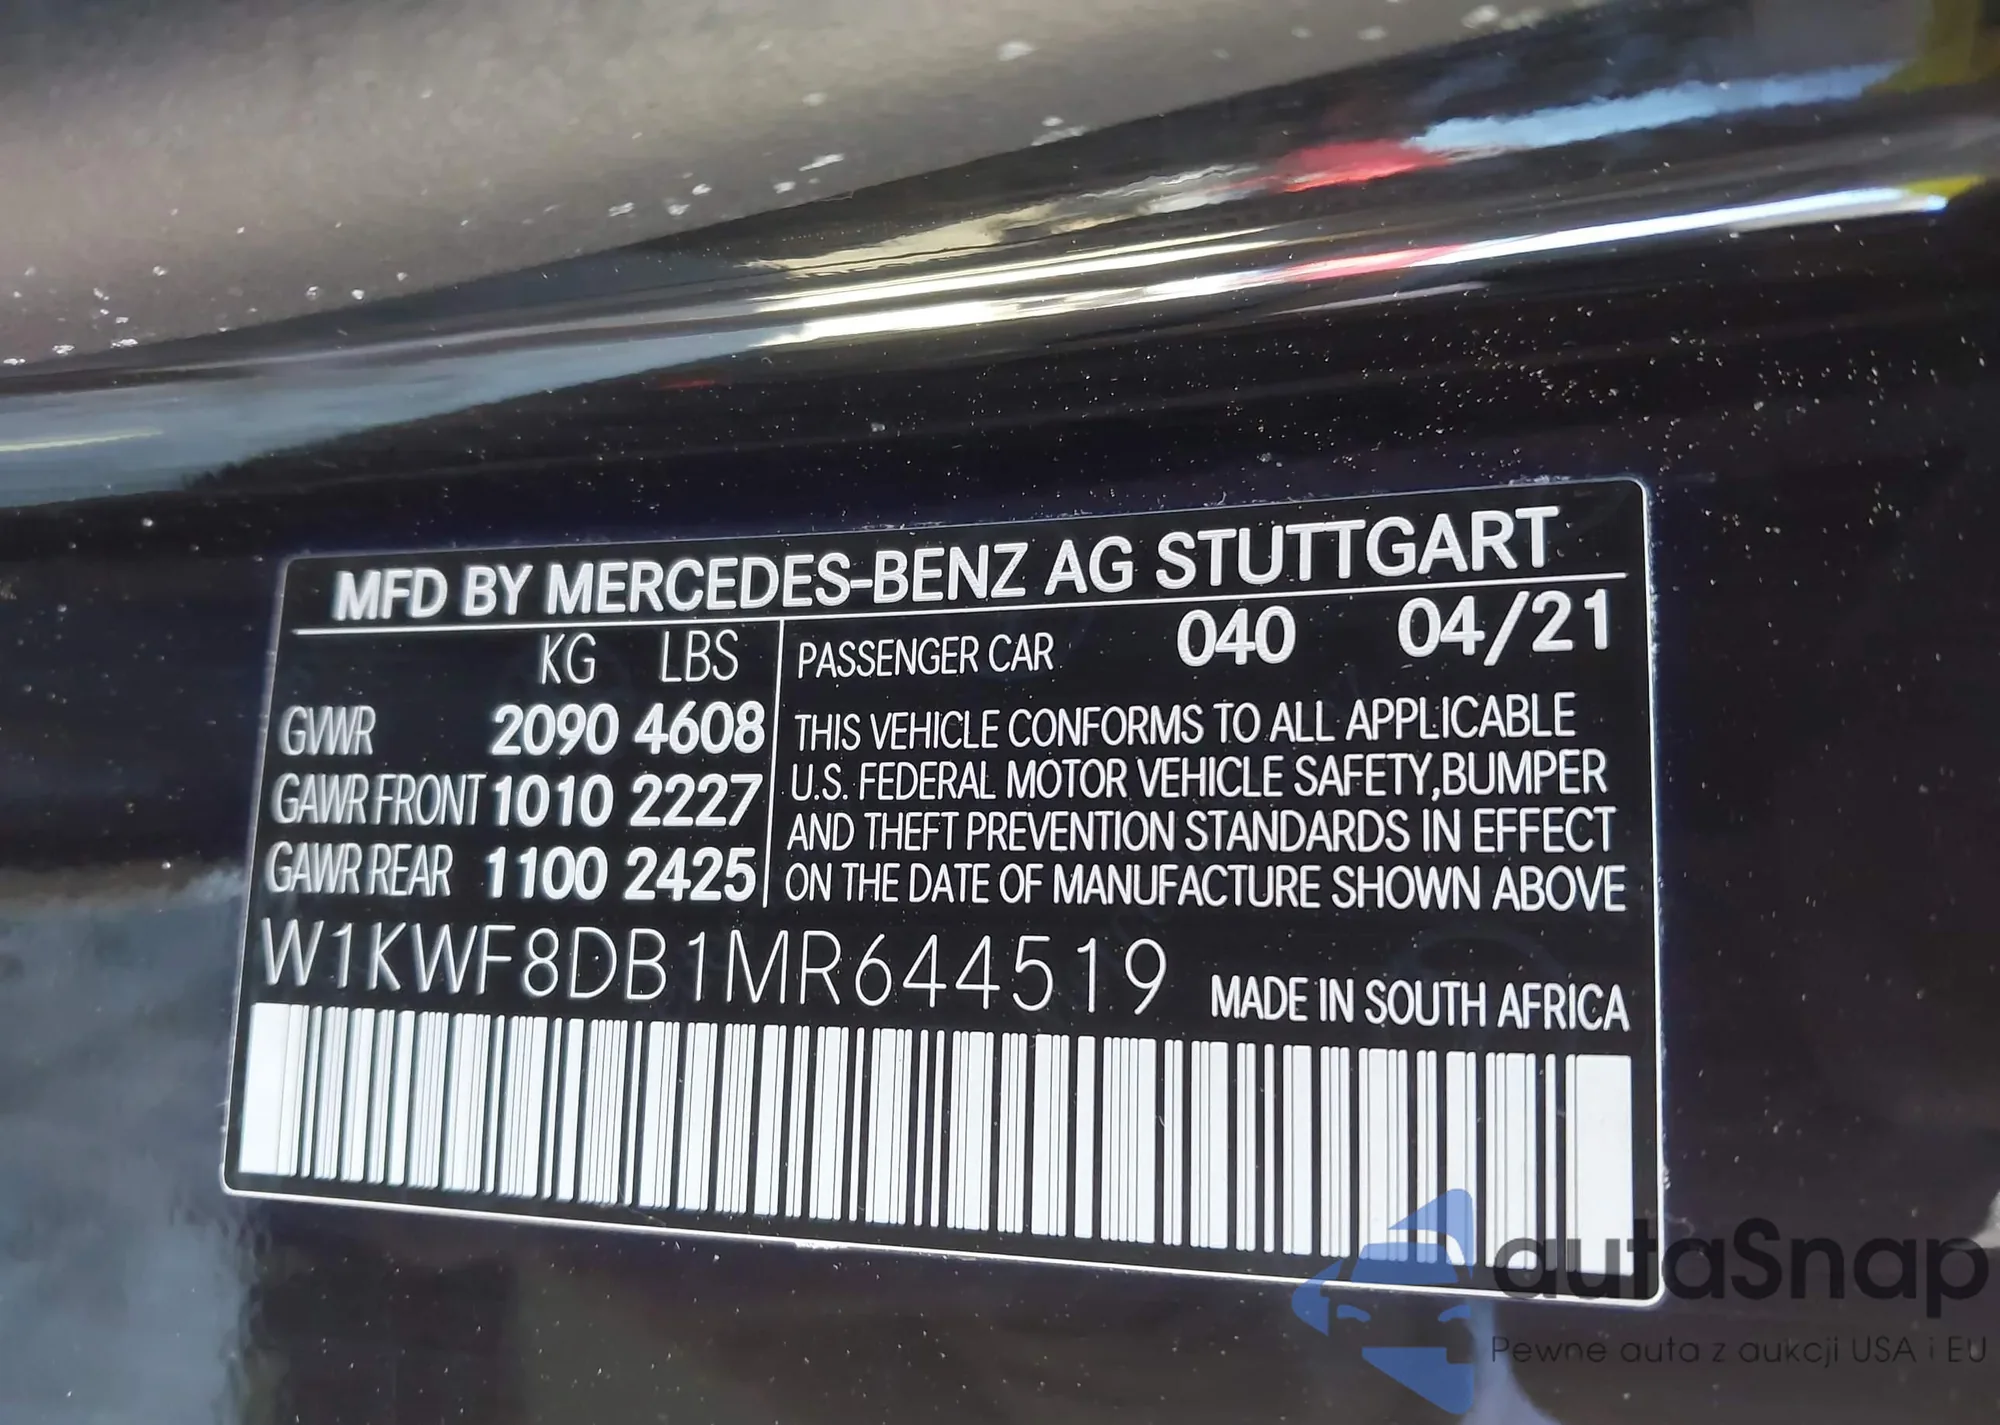 MFD BY MERCEDES-BENZ AG STUTTGART
KG LBS
GVWR 2090 4608
GAWR FRONT 1010 2227
GAWR REAR 1100 2425
PASSENGER CAR 040 04/21
THIS VEHICLE CONFORMS TO ALL APPLICABLE
U.S. FEDERAL MOTOR VEHICLE SAFETY,BUMPER
AND THEFT PREVENTION STANDARDS IN EFFECT
ON THE DATE OF MANUFACTURE SHOWN ABOVE
W1KWF8DB1MR644519
MADE IN SOUTH AFRICA
autaSnap
Pewne auta z aukcji USA i EU